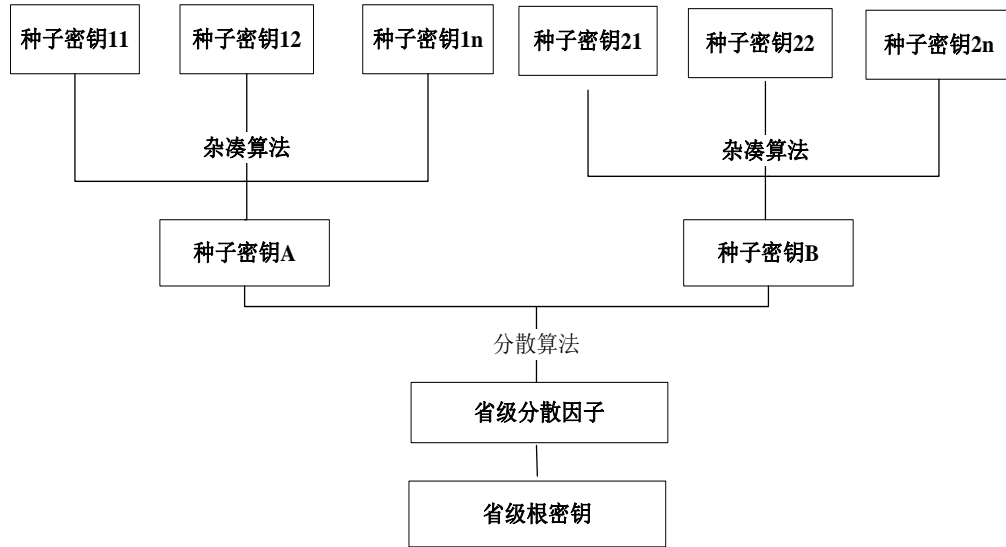 种子密钥11
种子密钥12
种子密钥1n
种子密钥21
种子密钥22
种子密钥2n
杂凑算法
杂凑算法
种子密钥A
种子密钥B
分散算法
省级分散因子
省级根密钥